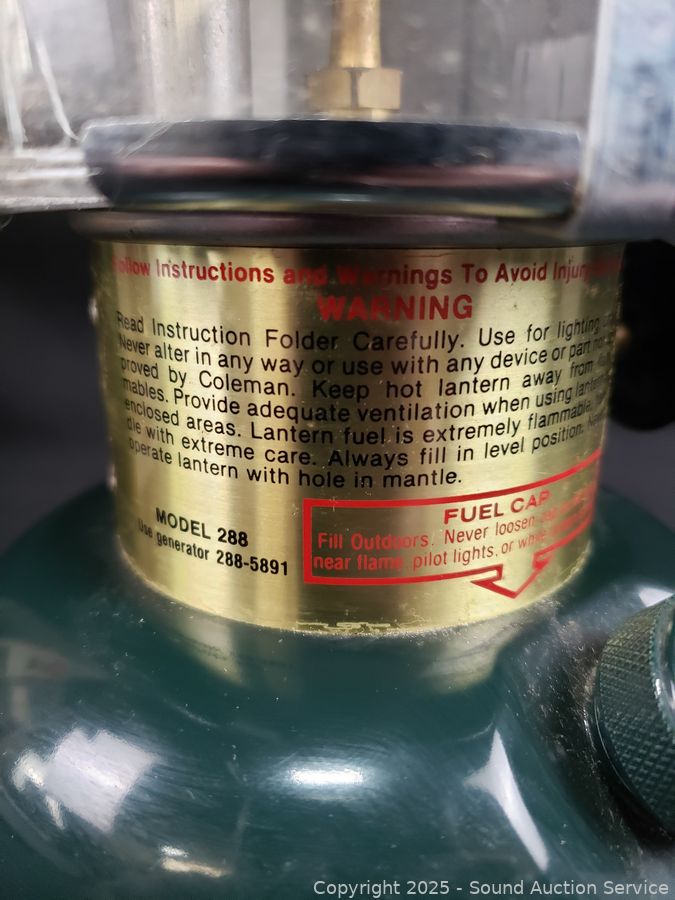 Follow Instructions and Warnings To Avoid Injury
WARNING
Read Instruction Folder Carefully. Use for lighting
Never alter in any way or use with any device or part not
proved by Coleman. Keep hot lantern away from
mables. Provide adequate ventilation when using lantern
enclosed areas. Lantern fuel is extremely flammable.
dle with extreme care. Always fill in level position.
operate lantern with hole in mantle.
FUEL CAP
Fill Outdoors. Never loosen
near flame, pilot lights, or
MODEL 288
Use generator 288-5891
Copyright 2025 - Sound Auction Service